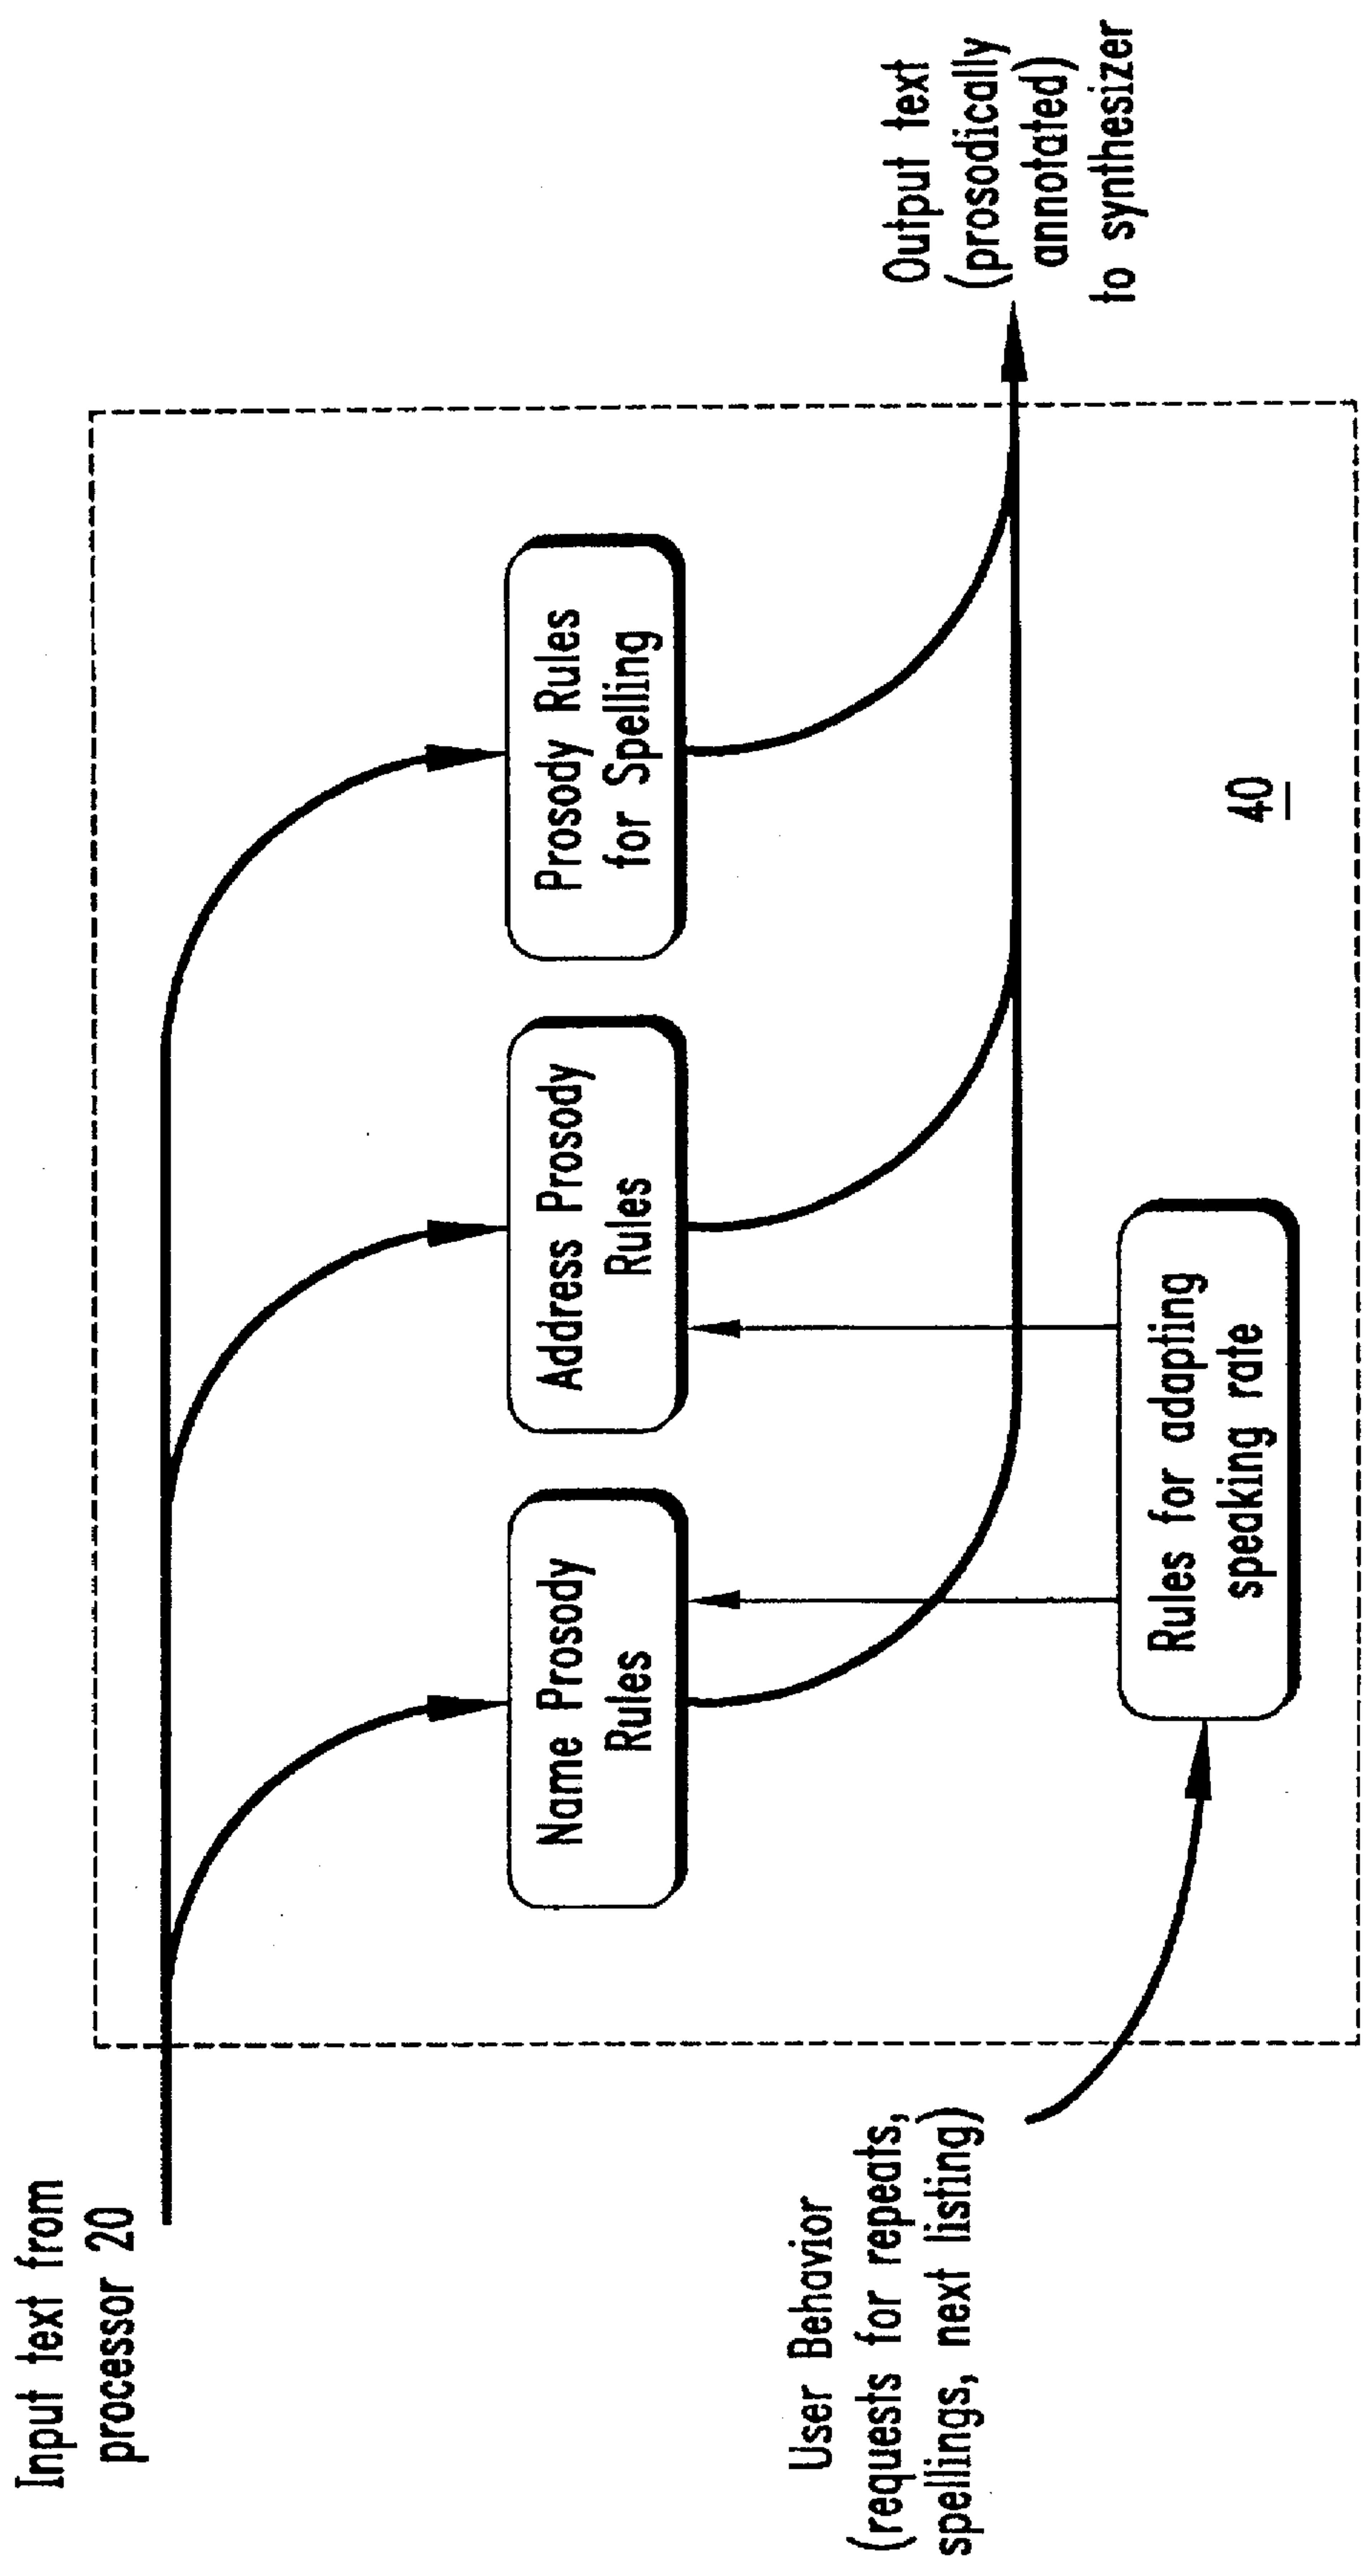 Input text from
processor 20
Name Prosody
Rules
Address Prosody
Rules
Prosody Rules
for Spelling
User Behavior
(requests for repeats,
spellings, next listing)
Rules for adapting
speaking rate
40
Output text
(prosodically
annotated)
to synthesizer